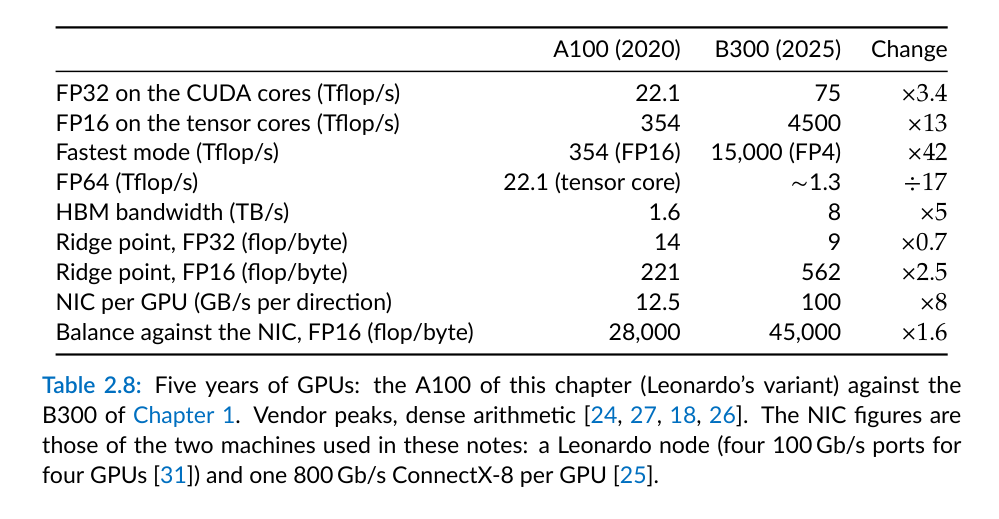 A100 (2020) B300 (2025) Change
FP32 on the CUDA cores (Tflop/s) 22.1 75 ×3.4
FP16 on the tensor cores (Tflop/s) 354 4500 ×13
Fastest mode (Tflop/s) 354 (FP16) 15,000 (FP4) ×42
FP64 (Tflop/s) 22.1 (tensor core) ~1.3 ÷17
HBM bandwidth (TB/s) 1.6 8 ×5
Ridge point, FP32 (flop/byte) 14 9 ×0.7
Ridge point, FP16 (flop/byte) 221 562 ×2.5
NIC per GPU (GB/s per direction) 12.5 100 ×8
Balance against the NIC, FP16 (flop/byte) 28,000 45,000 ×1.6
Table 2.8: Five years of GPUs: the A100 of this chapter (Leonardo's variant) against the
B300 of Chapter 1. Vendor peaks, dense arithmetic [24, 27, 18, 26]. The NIC figures are
those of the two machines used in these notes: a Leonardo node (four 100 Gb/s ports for
four GPUs [31]) and one 800 Gb/s ConnectX-8 per GPU [25].